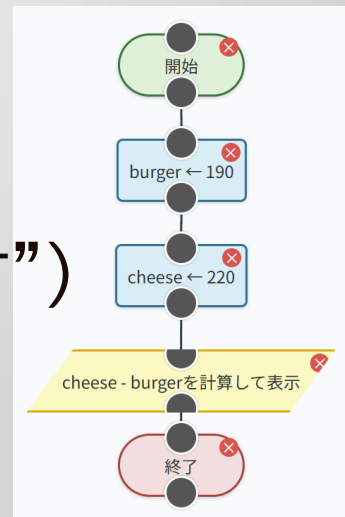 開始
burger ← 190
cheese ← 220
”)
cheese - burgerを計算して表示
終了